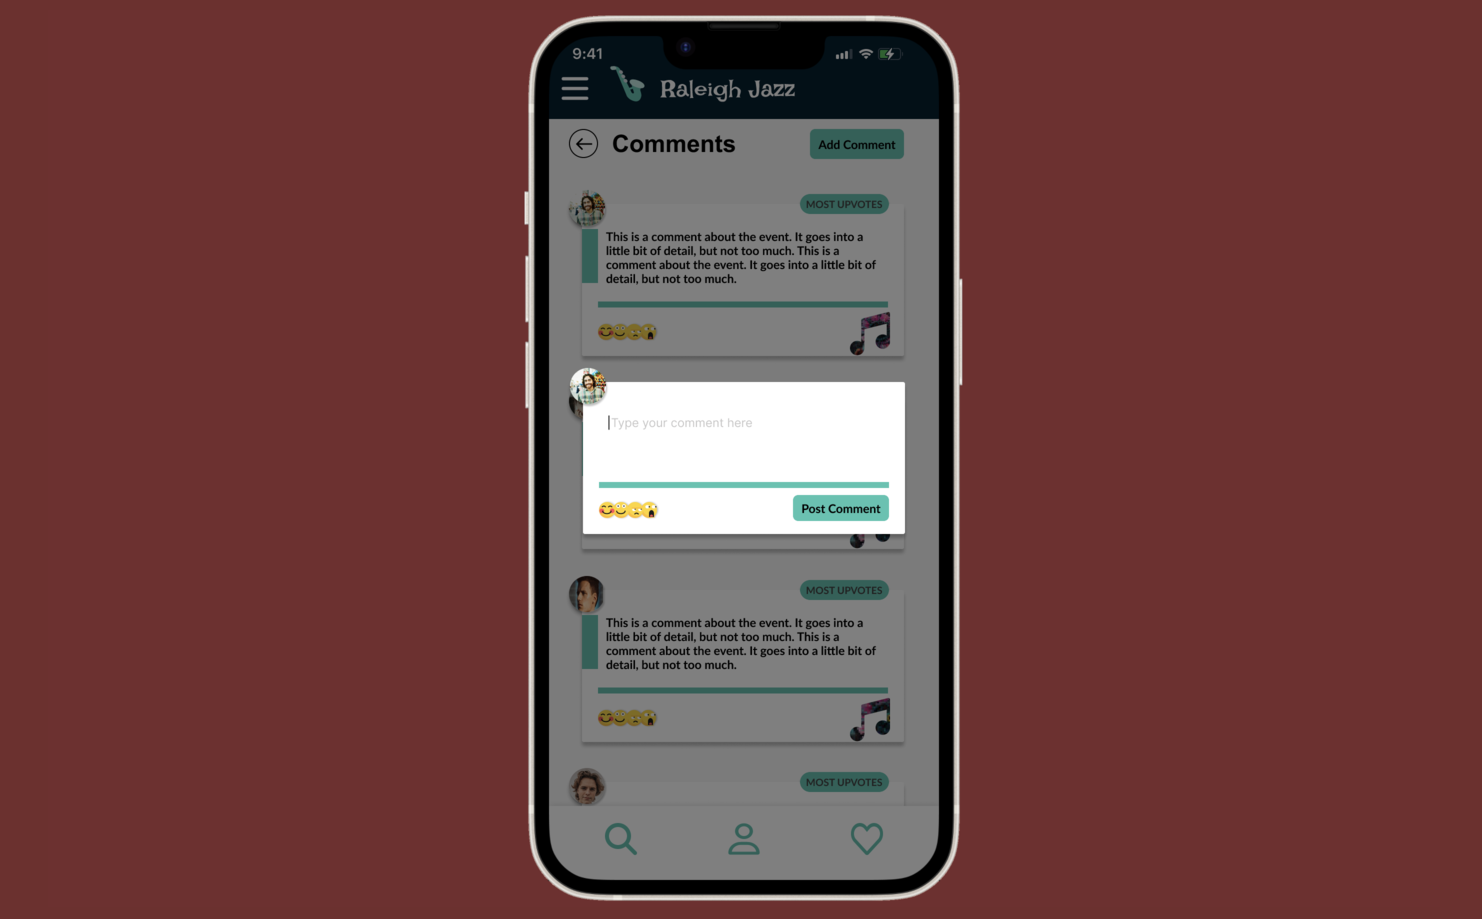 9:41
Raleigh Jazz
Comments
Add Comment
MOST UPVOTES
This is a comment about the event. It goes into a
little bit of detail, but not too much. This is a
comment about the event. It goes into a little bit of
detail, but not too much.
Type your comment here
Post Comment
MOST UPVOTES
This is a comment about the event. It goes into a
little bit of detail, but not too much. This is a
comment about the event. It goes into a little bit of
detail, but not too much.
MOST UPVOTES